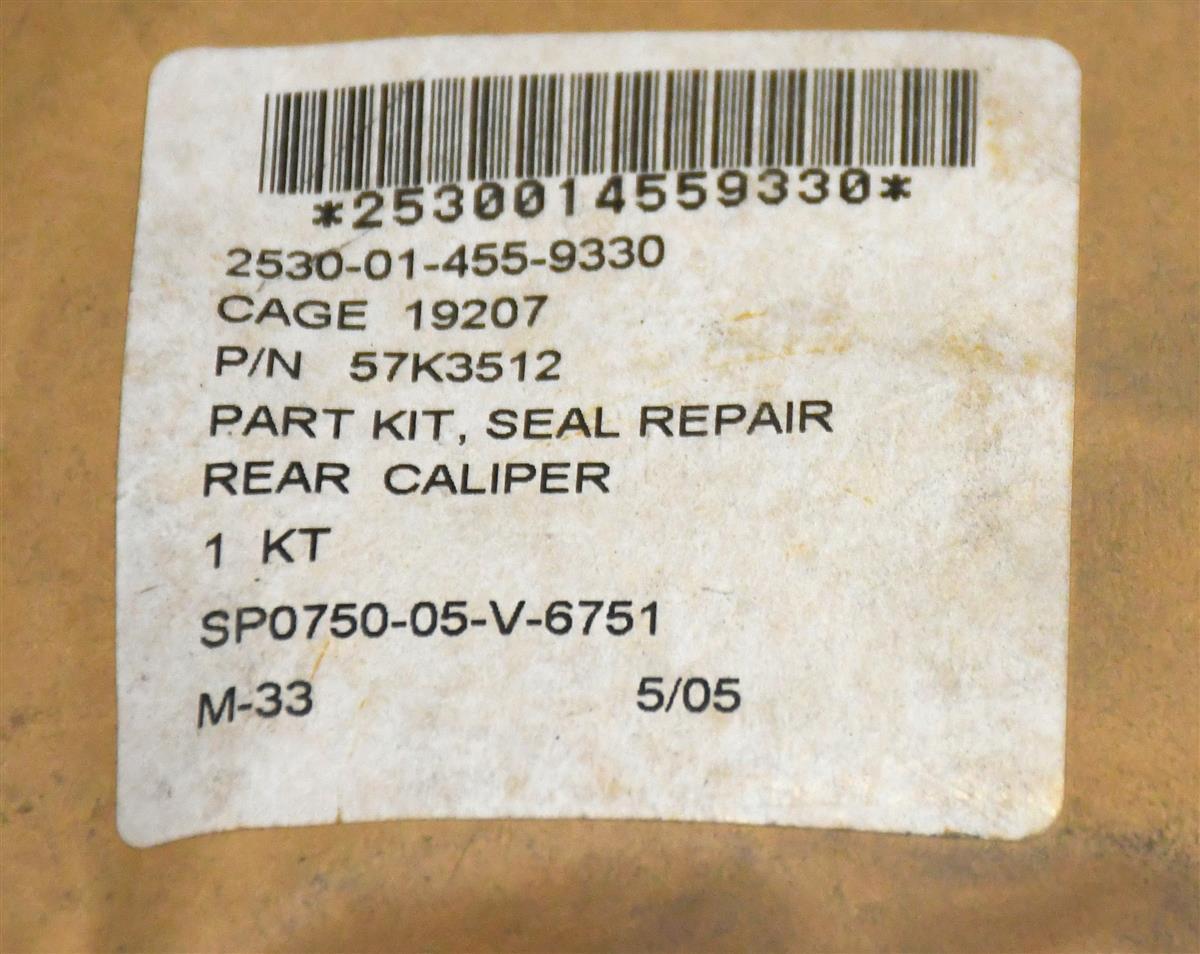 *2530014559330*
2530-01-455-9330
CAGE 19207
P/N 57K3512
PART KIT, SEAL REPAIR
REAR CALIPER
1 KT
SP0750-05-V-6751
M-33 5/05